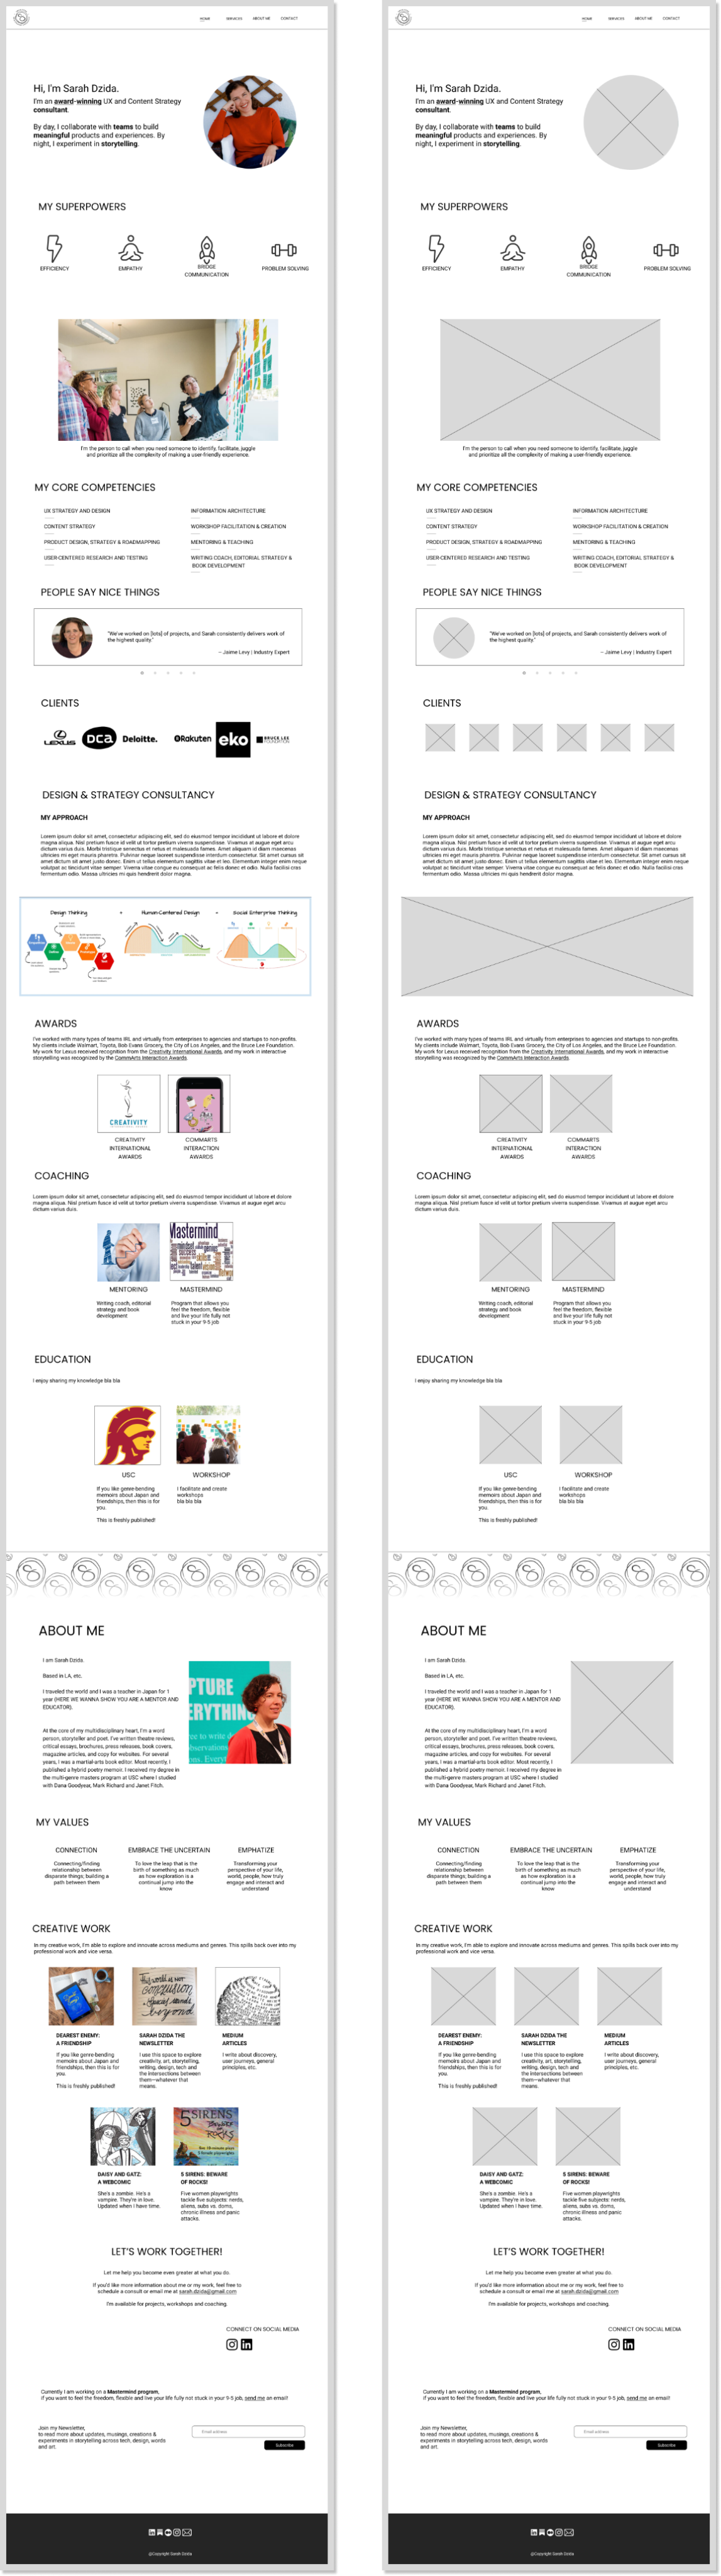 HOME SERVICES ABOUT ME CONTACT
Hi, I'm Sarah Dzida.
I'm an award-winning UX and Content Strategy
consultant.
By day, I collaborate with teams to build
meaningful products and experiences. By
night, I experiment in storytelling.
MY SUPERPOWERS
EFFICIENCY
EMPATHY
BRIDGE
COMMUNICATION
PROBLEM SOLVING
I'm the person to call when you need someone to identify, facilitate, juggle
and prioritize all the complexity of making a user-friendly experience.
MY CORE COMPETENCIES
UX STRATEGY AND DESIGN
CONTENT STRATEGY
PRODUCT DESIGN, STRATEGY & ROADMAPPING
USER-CENTERED RESEARCH AND TESTING
INFORMATION ARCHITECTURE
WORKSHOP FACILITATION & CREATION
MENTORING & TEACHING
WRITING COACH, EDITORIAL STRATEGY &
BOOK DEVELOPMENT
PEOPLE SAY NICE THINGS
"We've worked on [lots] of projects, and Sarah consistently delivers work of
the highest quality."
– Jaime Levy | Industry Expert
CLIENTS
LEXUS
DCA
Deloitte.
Rakuten
eko
BRUCE LEE
FOUNDATION
DESIGN & STRATEGY CONSULTANCY
MY APPROACH
Lorem ipsum dolor sit amet, consectetur adipiscing elit, sed do eiusmod tempor incididunt ut labore et dolore
magna aliqua. Nisl pretium fusce id velit ut tortor pretium viverra suspendisse. Vivamus at augue eget arcu
dictum varius duis. Morbi tristique senectus et netus et malesuada fames. Amet aliquam id diam maecenas
ultricies mi eget mauris pharetra. Pulvinar neque laoreet suspendisse interdum consectetur. Sit amet cursus sit
amet dictum sit amet justo donec. Enim ut tellus elementum sagittis vitae et leo. Elementum integer enim neque
volutpat ac tincidunt vitae semper. Viverra vitae congue eu consequat ac felis donec et. Nulla facilisi cras
fermentum odio. Massa ultricies mi quis hendrerit dolor magna.
Design Thinking + Human-Centered Design = Social Enterprise Thinking
AWARDS
I've worked with many types of teams IRL and virtually from enterprises to agencies and startups to non-profits.
My clients include Walmart, Toyota, Bob Evans Grocery, the City of Los Angeles, and the Bruce Lee Foundation.
My work for Lexus received recognition from the Creativity International Awards, and my work in interactive
storytelling was recognized by the CommArts Interaction Awards.
CREATIVITY
CREATIVITY
INTERNATIONAL
AWARDS
COMMARTS
INTERACTION
AWARDS
COACHING
Lorem ipsum dolor sit amet, consectetur adipiscing elit, sed do eiusmod tempor incididunt ut labore et dolore
magna aliqua. Nisl pretium fusce id velit ut tortor pretium viverra suspendisse. Vivamus at augue eget arcu
dictum varius duis.
Mastermind
MENTORING
Writing coach, editorial
strategy and book
development
MASTERMIND
Program that allows you
feel the freedom, flexible
and live your life fully not
stuck in your 9-5 job
EDUCATION
I enjoy sharing my knowledge bla bla
USC
If you like genre-bending
memoirs about Japan and
friendships, then this is for
you.
This is freshly published!
WORKSHOP
I facilitate and create
workshops
bla bla bla
ABOUT ME
I am Sarah Dzida.
Based in LA, etc.
I traveled the world and I was a teacher in Japan for 1
year (HERE WE WANNA SHOW YOU ARE A MENTOR AND
EDUCATOR).
At the core of my multidisciplinary heart, I'm a word
person, storyteller and poet. I've written theatre reviews,
critical essays, brochures, press releases, book covers,
magazine articles, and copy for websites. For several
years, I was a martial-arts book editor. Most recently, I
published a hybrid poetry memoir. I received my degree in
the multi-genre masters program at USC where I studied
with Dana Goodyear, Mark Richard and Janet Fitch.
MY VALUES
CONNECTION
Connecting/finding
relationship between
disparate things; building a
path between them
EMBRACE THE UNCERTAIN
To love the leap that is the
birth of something as much
as how exploration is a
continual jump into the
know
EMPHATIZE
Transforming your
perspective of your life,
world, people, how truly
engage and interact and
understand
CREATIVE WORK
In my creative work, I'm able to explore and innovate across mediums and genres. This spills back over into my
professional work and vice versa.
DEAREST ENEMY:
A FRIENDSHIP
If you like genre-bending
memoirs about Japan and
friendships, then this is for
you.
This is freshly published!
SARAH DZIDA THE
NEWSLETTER
I use this space to explore
creativity, art, storytelling,
writing, design, tech and
the intersections between
them—whatever that
means.
MEDIUM
ARTICLES
I write about discovery,
user journeys, general
principles, etc.
5 SIRENS
BEWARE
of ROCKS
DAISY AND GATZ:
A WEBCOMIC
She's a zombie. He's a
vampire. They're in love.
Updated when I have time.
5 SIRENS: BEWARE
OF ROCKS!
Five women playwrights
tackle five subjects: nerds,
aliens, subs vs. doms,
chronic illness and panic
attacks.
LET'S WORK TOGETHER!
Let me help you become even greater at what you do.
If you'd like more information about me or my work, feel free to
schedule a consult or email me at sarah.dzida@gmail.com
I'm available for projects, workshops and coaching.
CONNECT ON SOCIAL MEDIA
Currently I am working on a Mastermind program,
if you want to feel the freedom, flexible and live your life fully not stuck in your 9-5 job, send me an email!
Join my Newsletter,
to read more about updates, musings, creations &
experiments in storytelling across tech, design, words
and art.
Email address
Subscribe
@Copyright Sarah Dzida
HOME SERVICES ABOUT ME CONTACT
Hi, I'm Sarah Dzida.
I'm an award-winning UX and Content Strategy
consultant.
By day, I collaborate with teams to build
meaningful products and experiences. By
night, I experiment in storytelling.
MY SUPERPOWERS
EFFICIENCY
EMPATHY
BRIDGE
COMMUNICATION
PROBLEM SOLVING
I'm the person to call when you need someone to identify, facilitate, juggle
and prioritize all the complexity of making a user-friendly experience.
MY CORE COMPETENCIES
UX STRATEGY AND DESIGN
CONTENT STRATEGY
PRODUCT DESIGN, STRATEGY & ROADMAPPING
USER-CENTERED RESEARCH AND TESTING
INFORMATION ARCHITECTURE
WORKSHOP FACILITATION & CREATION
MENTORING & TEACHING
WRITING COACH, EDITORIAL STRATEGY &
BOOK DEVELOPMENT
PEOPLE SAY NICE THINGS
"We've worked on [lots] of projects, and Sarah consistently delivers work of
the highest quality."
– Jaime Levy | Industry Expert
CLIENTS
DESIGN & STRATEGY CONSULTANCY
MY APPROACH
Lorem ipsum dolor sit amet, consectetur adipiscing elit, sed do eiusmod tempor incididunt ut labore et dolore
magna aliqua. Nisl pretium fusce id velit ut tortor pretium viverra suspendisse. Vivamus at augue eget arcu
dictum varius duis. Morbi tristique senectus et netus et malesuada fames. Amet aliquam id diam maecenas
ultricies mi eget mauris pharetra. Pulvinar neque laoreet suspendisse interdum consectetur. Sit amet cursus sit
amet dictum sit amet justo donec. Enim ut tellus elementum sagittis vitae et leo. Elementum integer enim neque
volutpat ac tincidunt vitae semper. Viverra vitae congue eu consequat ac felis donec et. Nulla facilisi cras
fermentum odio. Massa ultricies mi quis hendrerit dolor magna.
AWARDS
I've worked with many types of teams IRL and virtually from enterprises to agencies and startups to non-profits.
My clients include Walmart, Toyota, Bob Evans Grocery, the City of Los Angeles, and the Bruce Lee Foundation.
My work for Lexus received recognition from the Creativity International Awards, and my work in interactive
storytelling was recognized by the CommArts Interaction Awards.
CREATIVITY
INTERNATIONAL
AWARDS
COMMARTS
INTERACTION
AWARDS
COACHING
Lorem ipsum dolor sit amet, consectetur adipiscing elit, sed do eiusmod tempor incididunt ut labore et dolore
magna aliqua. Nisl pretium fusce id velit ut tortor pretium viverra suspendisse. Vivamus at augue eget arcu
dictum varius duis.
MENTORING
Writing coach, editorial
strategy and book
development
MASTERMIND
Program that allows you
feel the freedom, flexible
and live your life fully not
stuck in your 9-5 job
EDUCATION
I enjoy sharing my knowledge bla bla
USC
If you like genre-bending
memoirs about Japan and
friendships, then this is for
you.
This is freshly published!
WORKSHOP
I facilitate and create
workshops
bla bla bla
ABOUT ME
I am Sarah Dzida.
Based in LA, etc.
I traveled the world and I was a teacher in Japan for 1
year (HERE WE WANNA SHOW YOU ARE A MENTOR AND
EDUCATOR).
At the core of my multidisciplinary heart, I'm a word
person, storyteller and poet. I've written theatre reviews,
critical essays, brochures, press releases, book covers,
magazine articles, and copy for websites. For several
years, I was a martial-arts book editor. Most recently, I
published a hybrid poetry memoir. I received my degree in
the multi-genre masters program at USC where I studied
with Dana Goodyear, Mark Richard and Janet Fitch.
MY VALUES
CONNECTION
Connecting/finding
relationship between
disparate things; building a
path between them
EMBRACE THE UNCERTAIN
To love the leap that is the
birth of something as much
as how exploration is a
continual jump into the
know
EMPHATIZE
Transforming your
perspective of your life,
world, people, how truly
engage and interact and
understand
CREATIVE WORK
In my creative work, I'm able to explore and innovate across mediums and genres. This spills back over into my
professional work and vice versa.
DEAREST ENEMY:
A FRIENDSHIP
If you like genre-bending
memoirs about Japan and
friendships, then this is for
you.
This is freshly published!
SARAH DZIDA THE
NEWSLETTER
I use this space to explore
creativity, art, storytelling,
writing, design, tech and
the intersections between
them—whatever that
means.
MEDIUM
ARTICLES
I write about discovery,
user journeys, general
principles, etc.
DAISY AND GATZ:
A WEBCOMIC
She's a zombie. He's a
vampire. They're in love.
Updated when I have time.
5 SIRENS: BEWARE
OF ROCKS!
Five women playwrights
tackle five subjects: nerds,
aliens, subs vs. doms,
chronic illness and panic
attacks.
LET'S WORK TOGETHER!
Let me help you become even greater at what you do.
If you'd like more information about me or my work, feel free to
schedule a consult or email me at sarah.dzida@gmail.com
I'm available for projects, workshops and coaching.
CONNECT ON SOCIAL MEDIA
Currently I am working on a Mastermind program,
if you want to feel the freedom, flexible and live your life fully not stuck in your 9-5 job, send me an email!
Join my Newsletter,
to read more about updates, musings, creations &
experiments in storytelling across tech, design, words
and art.
Email address
Subscribe
@Copyright Sarah Dzida